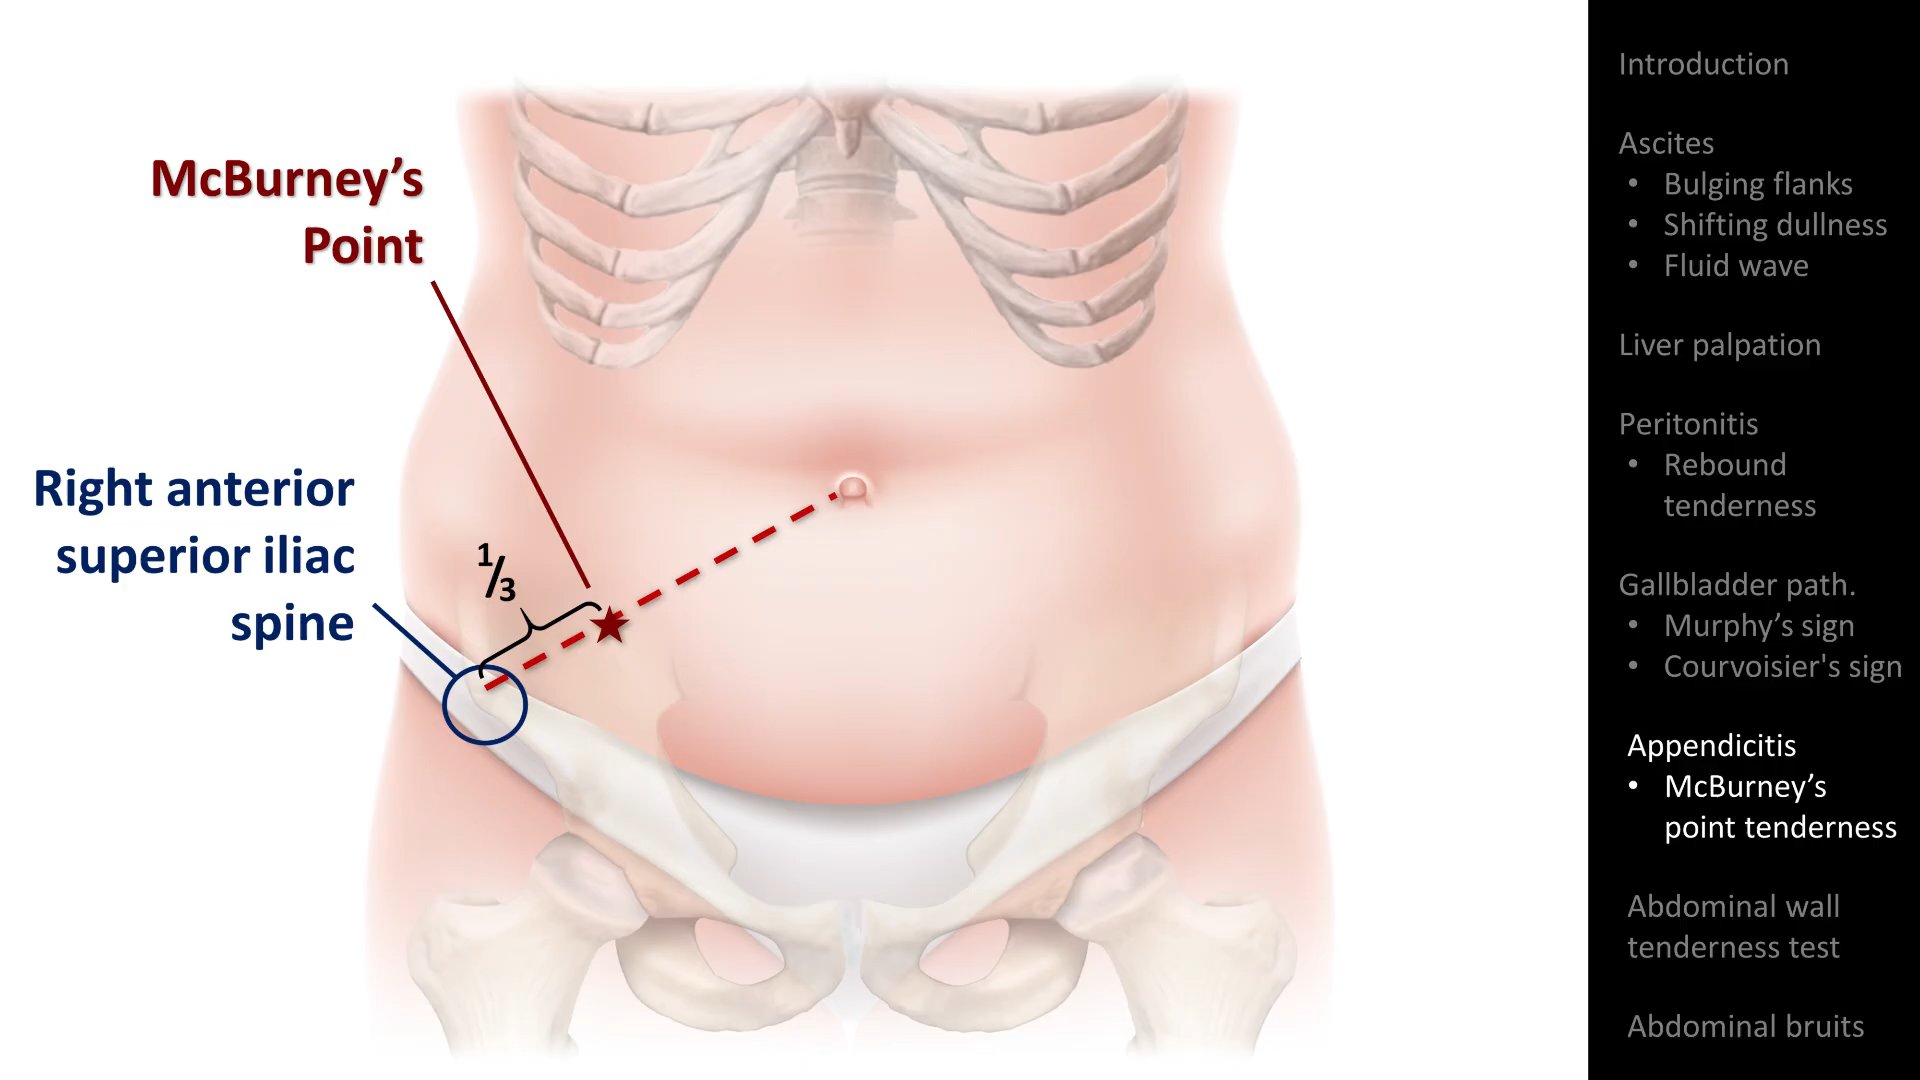 McBurney’s
Point
Right anterior
superior iliac
spine
1/3
Introduction
Ascites
• Bulging flanks
• Shifting dullness
• Fluid wave
Liver palpation
Peritonitis
• Rebound
tenderness
Gallbladder path.
• Murphy’s sign
• Courvoisier's sign
Appendicitis
• McBurney’s
point tenderness
Abdominal wall
tenderness test
Abdominal bruits